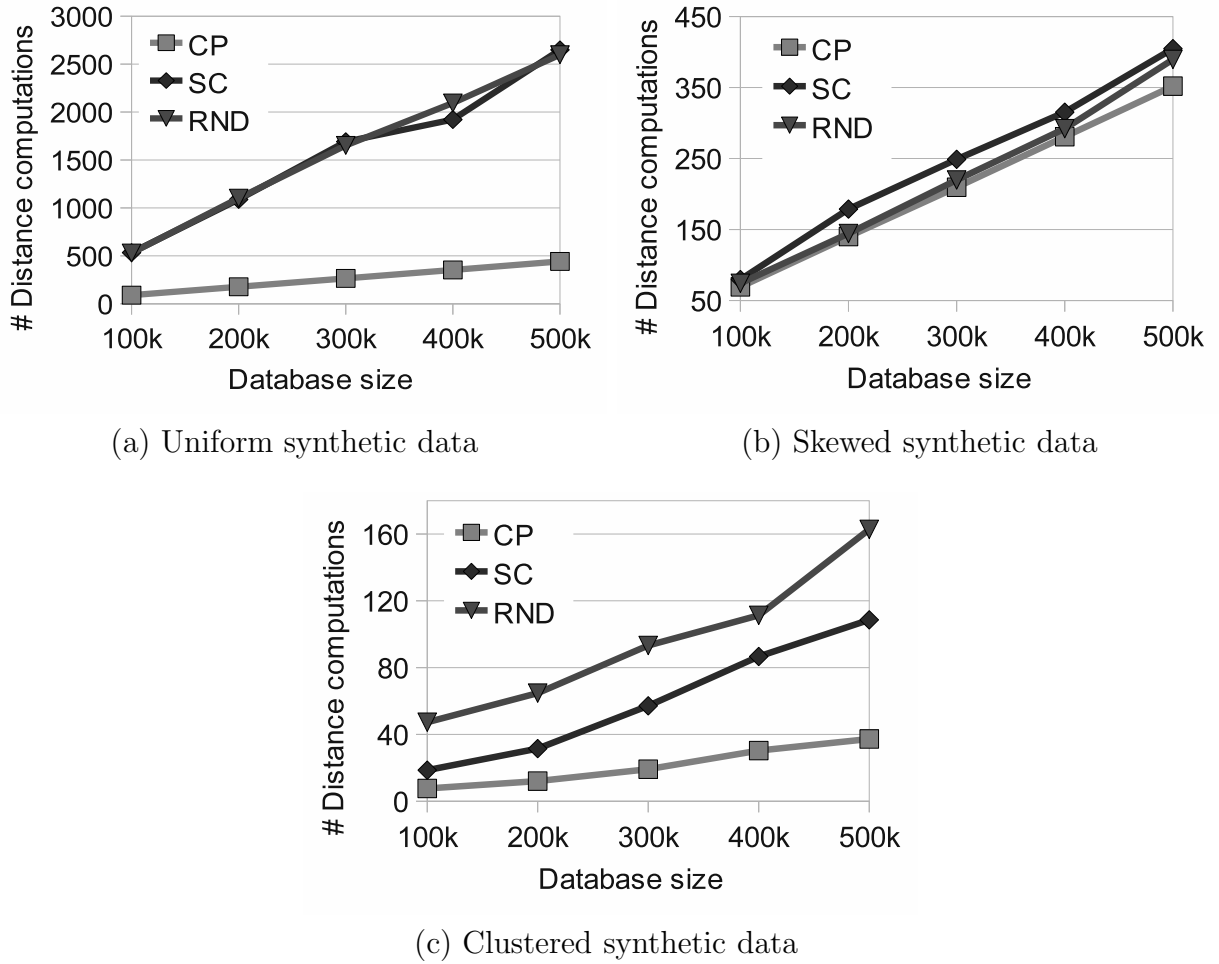 # Distance computations
3000
2500
2000
1500
1000
500
0
CP
SC
RND
100k 200k 300k 400k 500k
Database size
(a) Uniform synthetic data
# Distance computations
450
350
250
150
50
CP
SC
RND
100k 200k 300k 400k 500k
Database size
(b) Skewed synthetic data
# Distance computations
160
120
80
40
0
CP
SC
RND
100k 200k 300k 400k 500k
Database size
(c) Clustered synthetic data